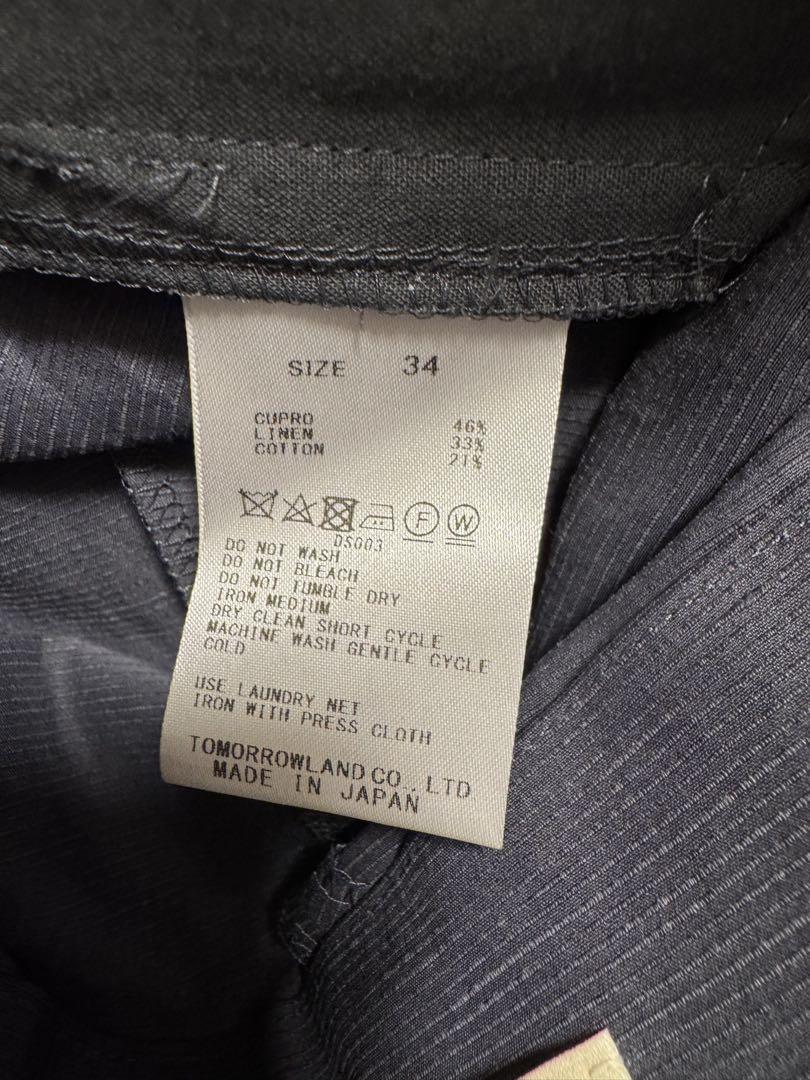 SIZE 34
CUPRO 46%
LINEN 33%
COTTON 21%
F W
DS003
DO NOT WASH
DO NOT BLEACH
DO NOT TUMBLE DRY
IRON MEDIUM
DRY CLEAN SHORT CYCLE
MACHINE WASH GENTLE CYCLE
COLD
USE LAUNDRY NET
IRON WITH PRESS CLOTH
TOMORROWLAND CO., LTD
MADE IN JAPAN